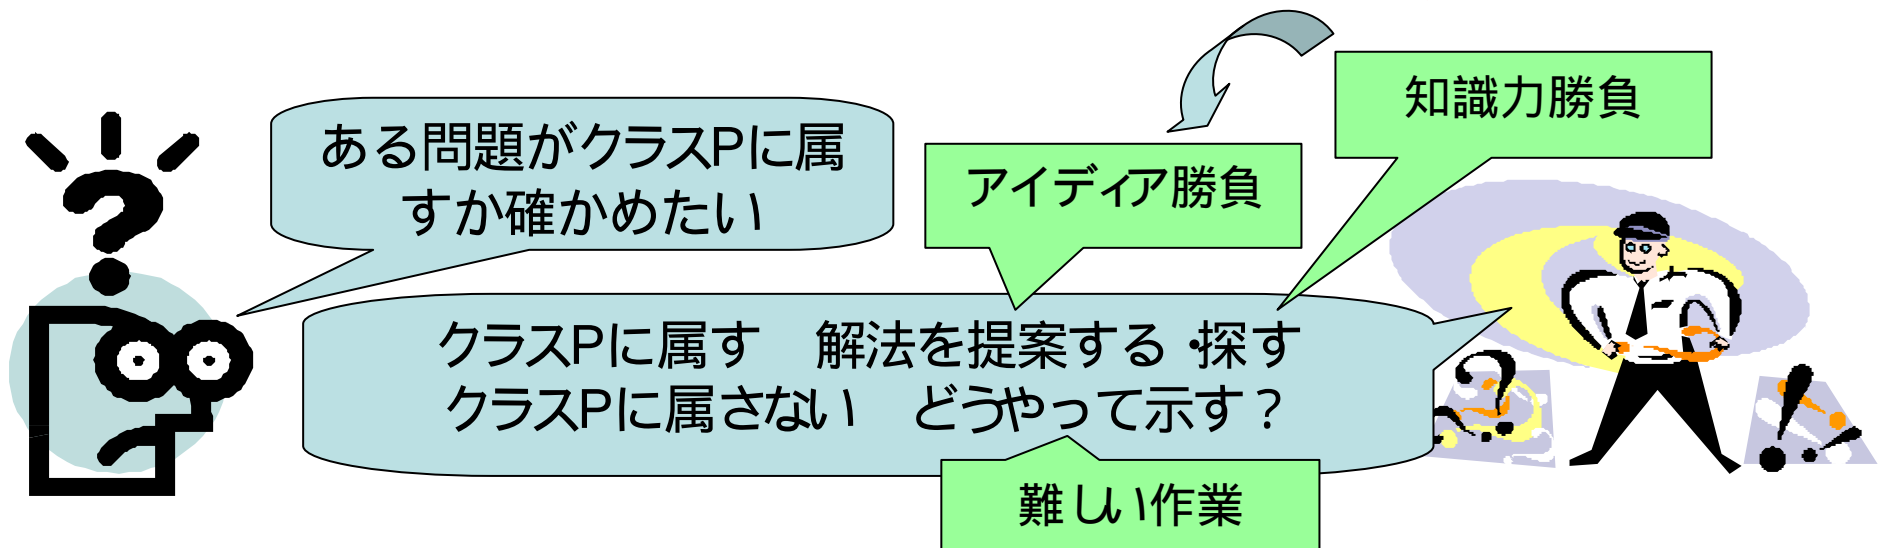 知識力勝負
ある問題がクラスPに属
すか確かめたい
アイディア勝負
クラスPに属す　解法を提案する・探す
クラスPに属さない　どうやって示す？
難しい作業